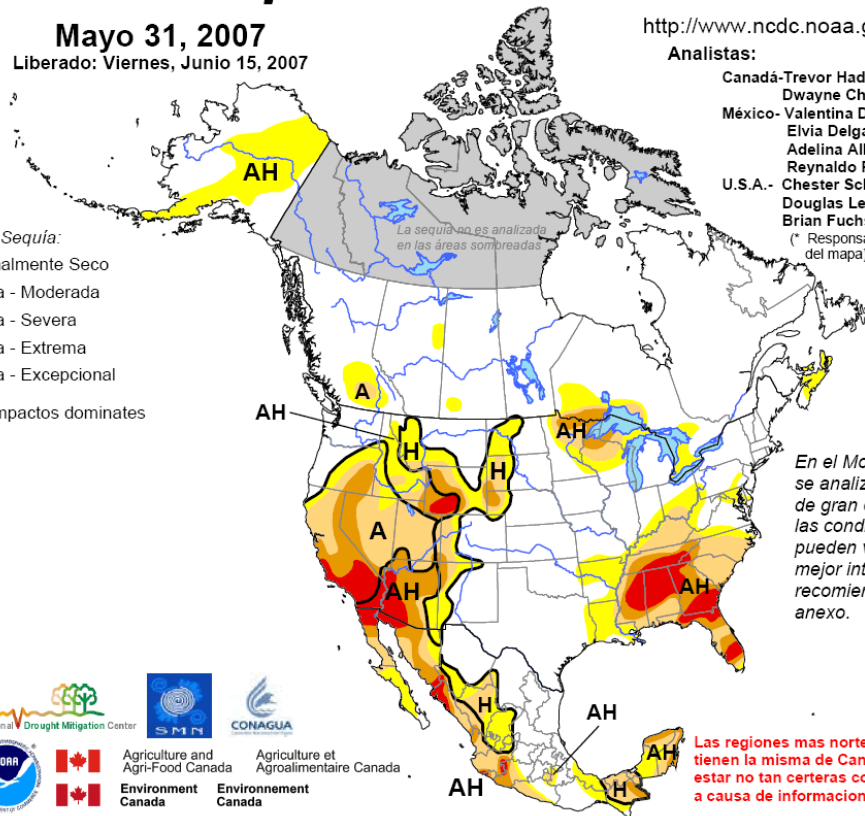 Mayo 31, 2007
Liberado: Viernes, Junio 15, 2007
http://www.ncdc.noaa.g
Analistas:
Canadá-Trevor Had
Dwayne Ch
México- Valentina D
Elvia Delga
Adelina All
Reynaldo P
U.S.A.- Chester Scl
Douglas Le
Brian Fuchs
(* Responsa
del mapa)
Sequía:
almente Seco
a - Moderada
a - Severa
a - Extrema
a - Excepcional
mpactos dominates
La sequia no es analizada
en las áreas sombreadas
AH
A
AH
H
H
AH
A
AH
AH
H
AH
AH
AH
H
En el Mo
se analiz
de gran
las cond
pueden v
mejor int
recomien
anexo.
onal Drought Mitigation Center
SMN
CONAGUA
NOAA
Agriculture and
Agri-Food Canada
Agriculture et
Agroalimentaire Canada
Environment
Canada
Environnement
Canada
Las regiones mas norte
tienen la misma de Can
estar no tan certeras co
a causa de informacion